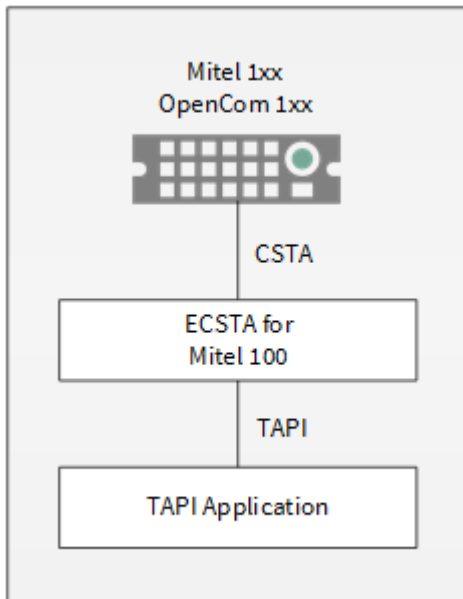 Mitel 1xx
OpenCom 1xx
CSTA
ECSTA for
Mitel 100
TAPI
TAPI Application